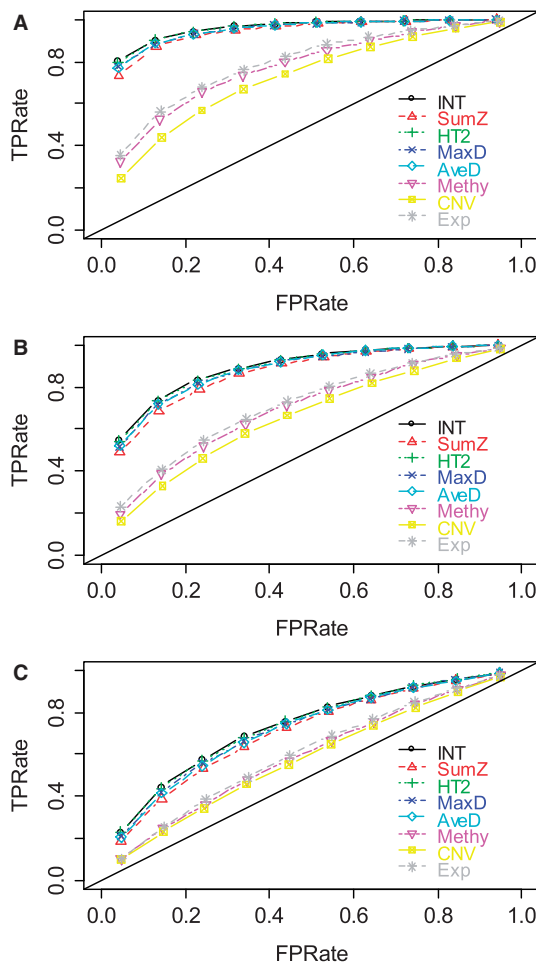 A
TPRate
0.0 0.4 0.8
INT
SumZ
HT2
MaxD
AveD
Methy
CNV
Exp
0.0 0.2 0.4 0.6 0.8 1.0
FPRate
B
TPRate
0.0 0.4 0.8
INT
SumZ
HT2
MaxD
AveD
Methy
CNV
Exp
0.0 0.2 0.4 0.6 0.8 1.0
FPRate
C
TPRate
0.0 0.4 0.8
INT
SumZ
HT2
MaxD
AveD
Methy
CNV
Exp
0.0 0.2 0.4 0.6 0.8 1.0
FPRate